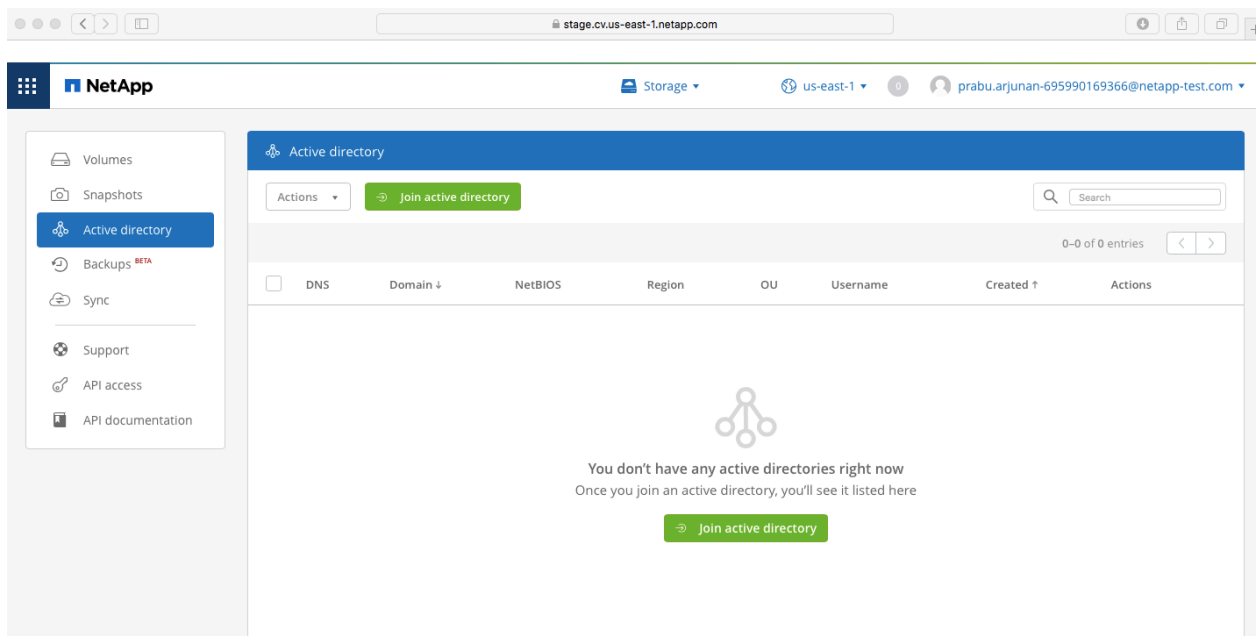 stage.cv.us-east-1.netapp.com
NetApp
Storage
us-east-1
0
prabu.arjunan-695990169366@netapp-test.com
Volumes
Snapshots
Active directory
Backups BETA
Sync
Support
API access
API documentation
Active directory
Actions
Join active directory
Search
0–0 of 0 entries
DNS Domain NetBIOS Region OU Username Created Actions
You don't have any active directories right now
Once you join an active directory, you'll see it listed here
Join active directory